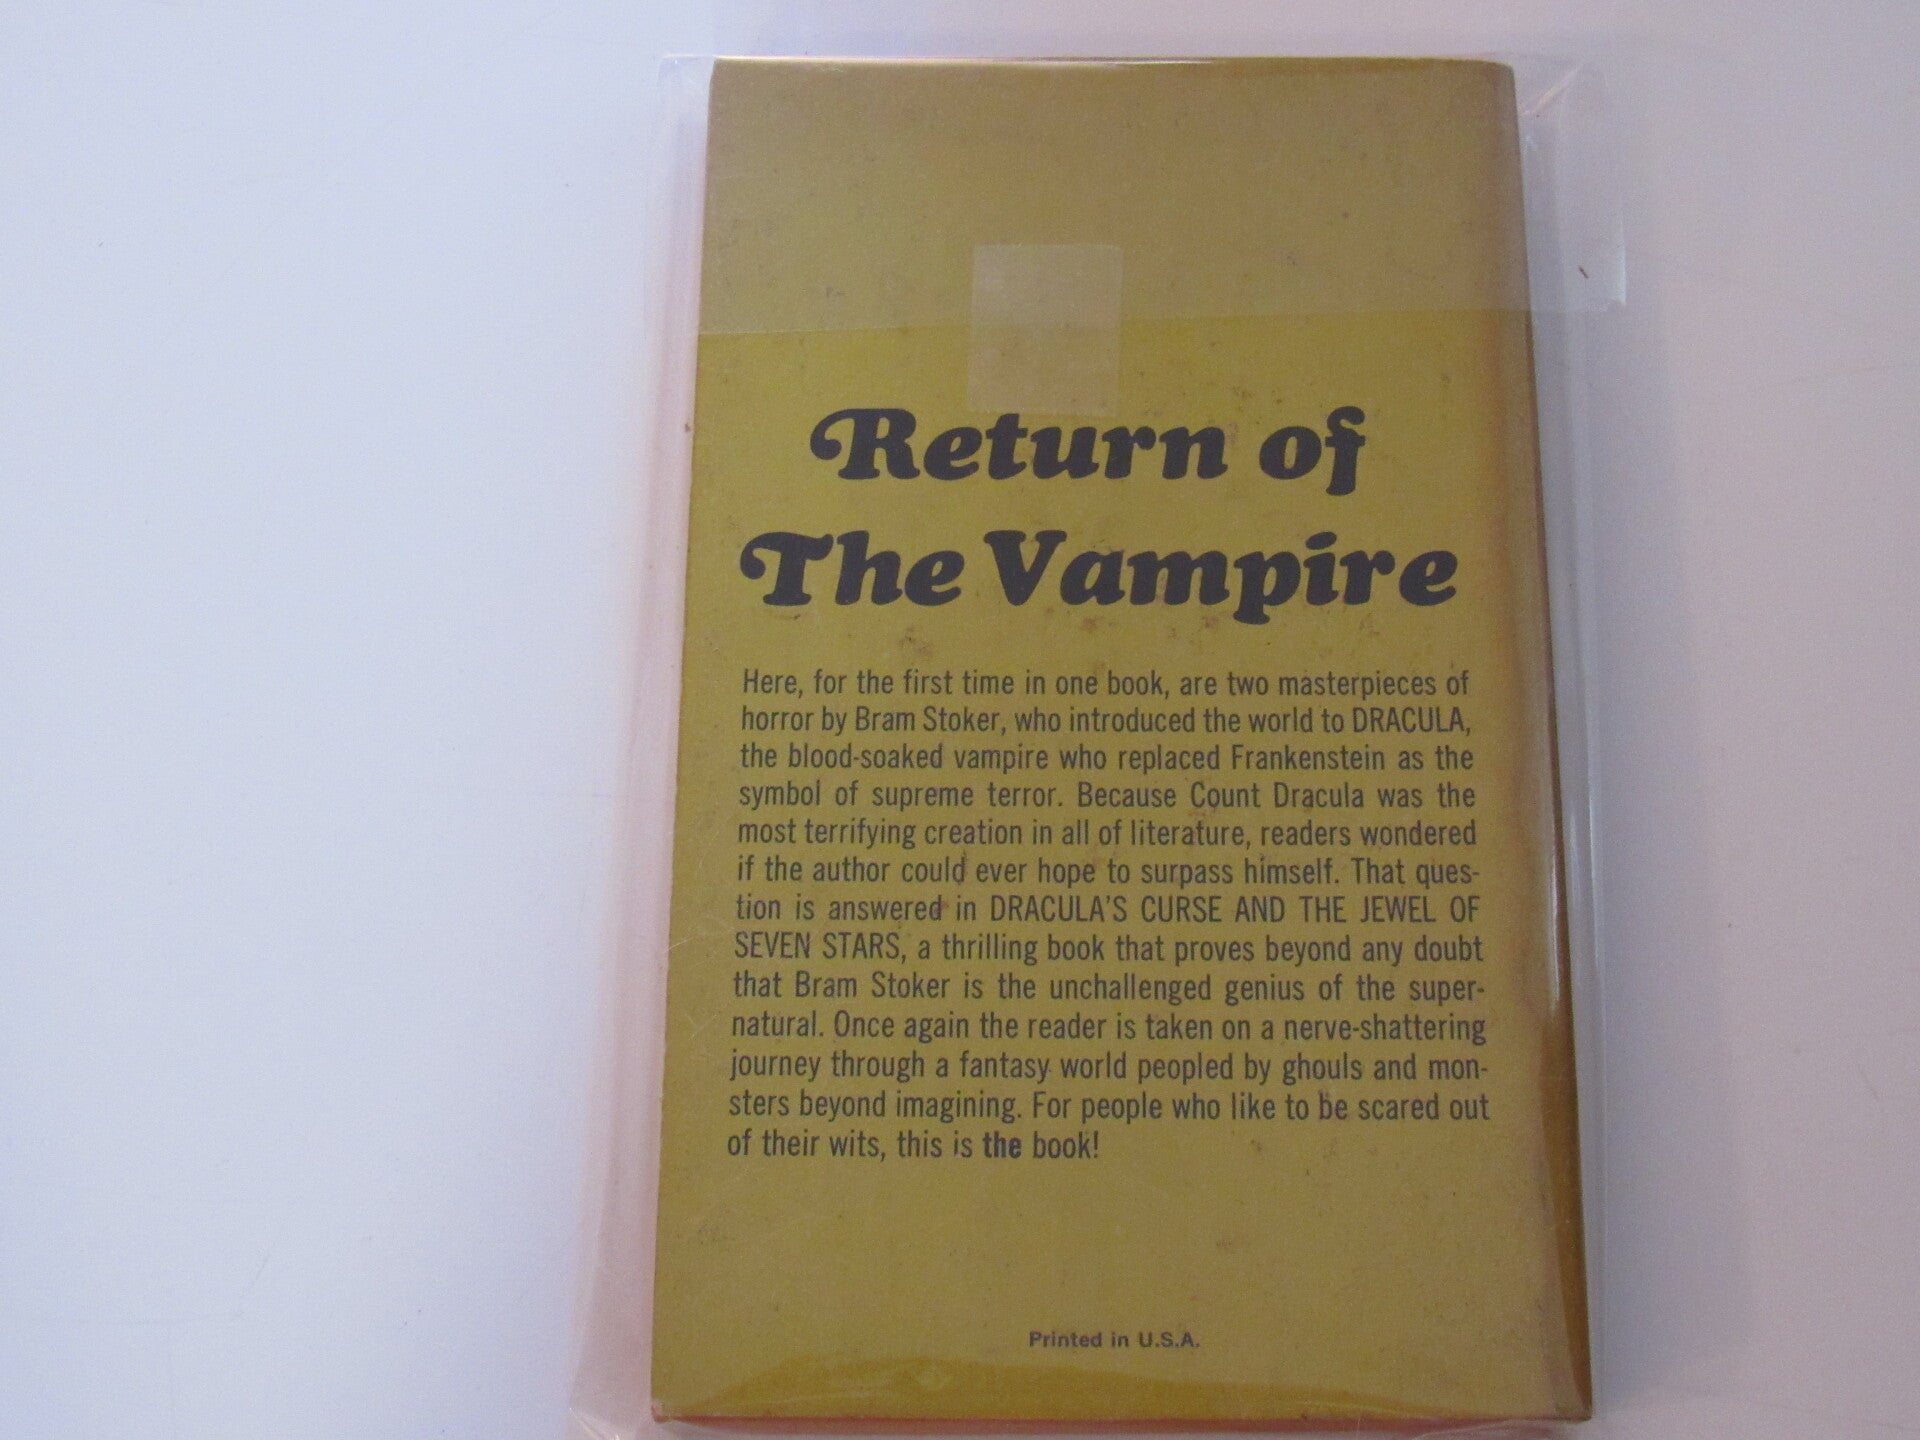 Return of
The Vampire
Here, for the first time in one book, are two masterpieces of
horror by Bram Stoker, who introduced the world to DRACULA,
the blood-soaked vampire who replaced Frankenstein as the
symbol of supreme terror. Because Count Dracula was the
most terrifying creation in all of literature, readers wondered
if the author could ever hope to surpass himself. That ques-
tion is answered in DRACULA'S CURSE AND THE JEWEL OF
SEVEN STARS, a thrilling book that proves beyond any doubt
that Bram Stoker is the unchallenged genius of the super-
natural. Once again the reader is taken on a nerve-shattering
journey through a fantasy world peopled by ghouls and mon-
sters beyond imagining. For people who like to be scared out
of their wits, this is the book!
Printed in U.S.A.